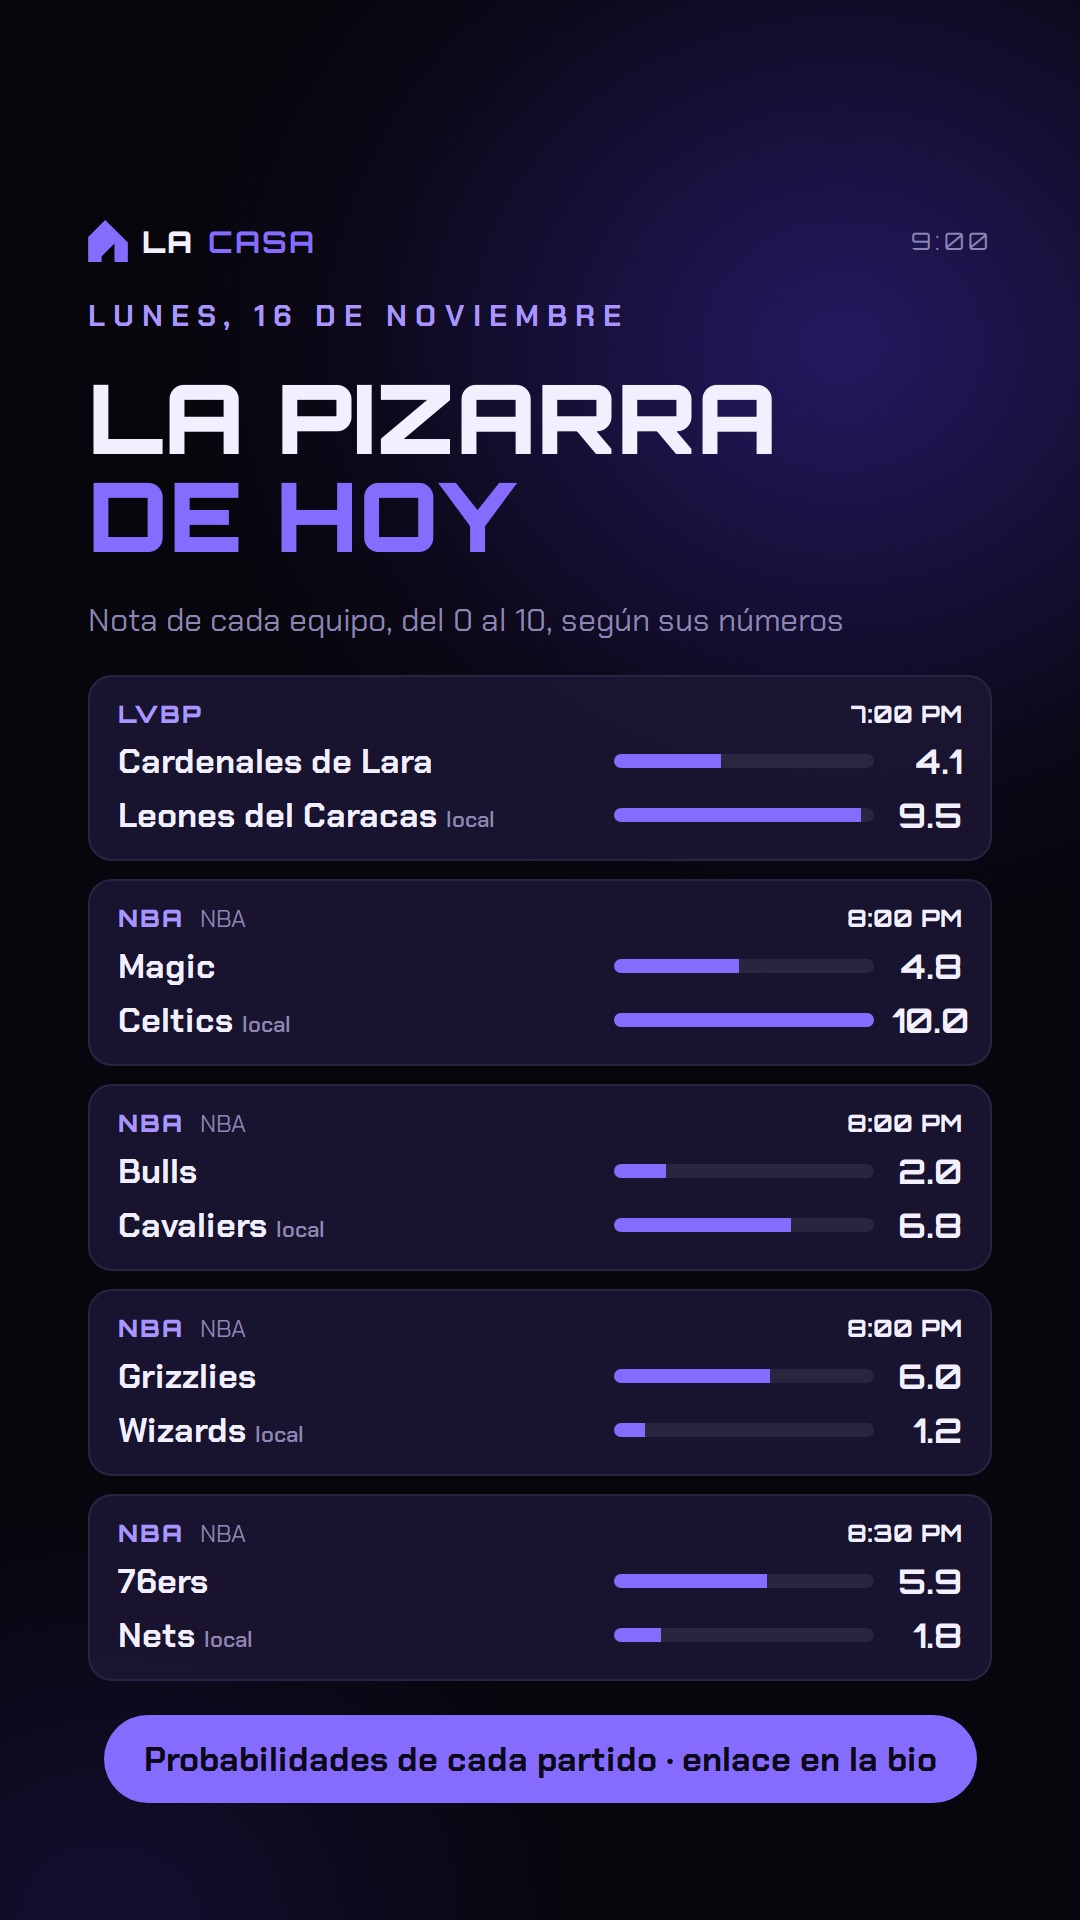 LA CASA
9:00
LUNES, 16 DE NOVIEMBRE
LA PIZARRA
DE HOY
Nota de cada equipo, del 0 al 10, según sus números
LVBP 7:00 PM
Cardenales de Lara 4.1
Leones del Caracas local 9.5
NBA NBA 8:00 PM
Magic 4.8
Celtics local 10.0
NBA NBA 8:00 PM
Bulls 2.0
Cavaliers local 6.8
NBA NBA 8:00 PM
Grizzlies 6.0
Wizards local 1.2
NBA NBA 8:30 PM
76ers 5.9
Nets local 1.8
Probabilidades de cada partido · enlace en la bio